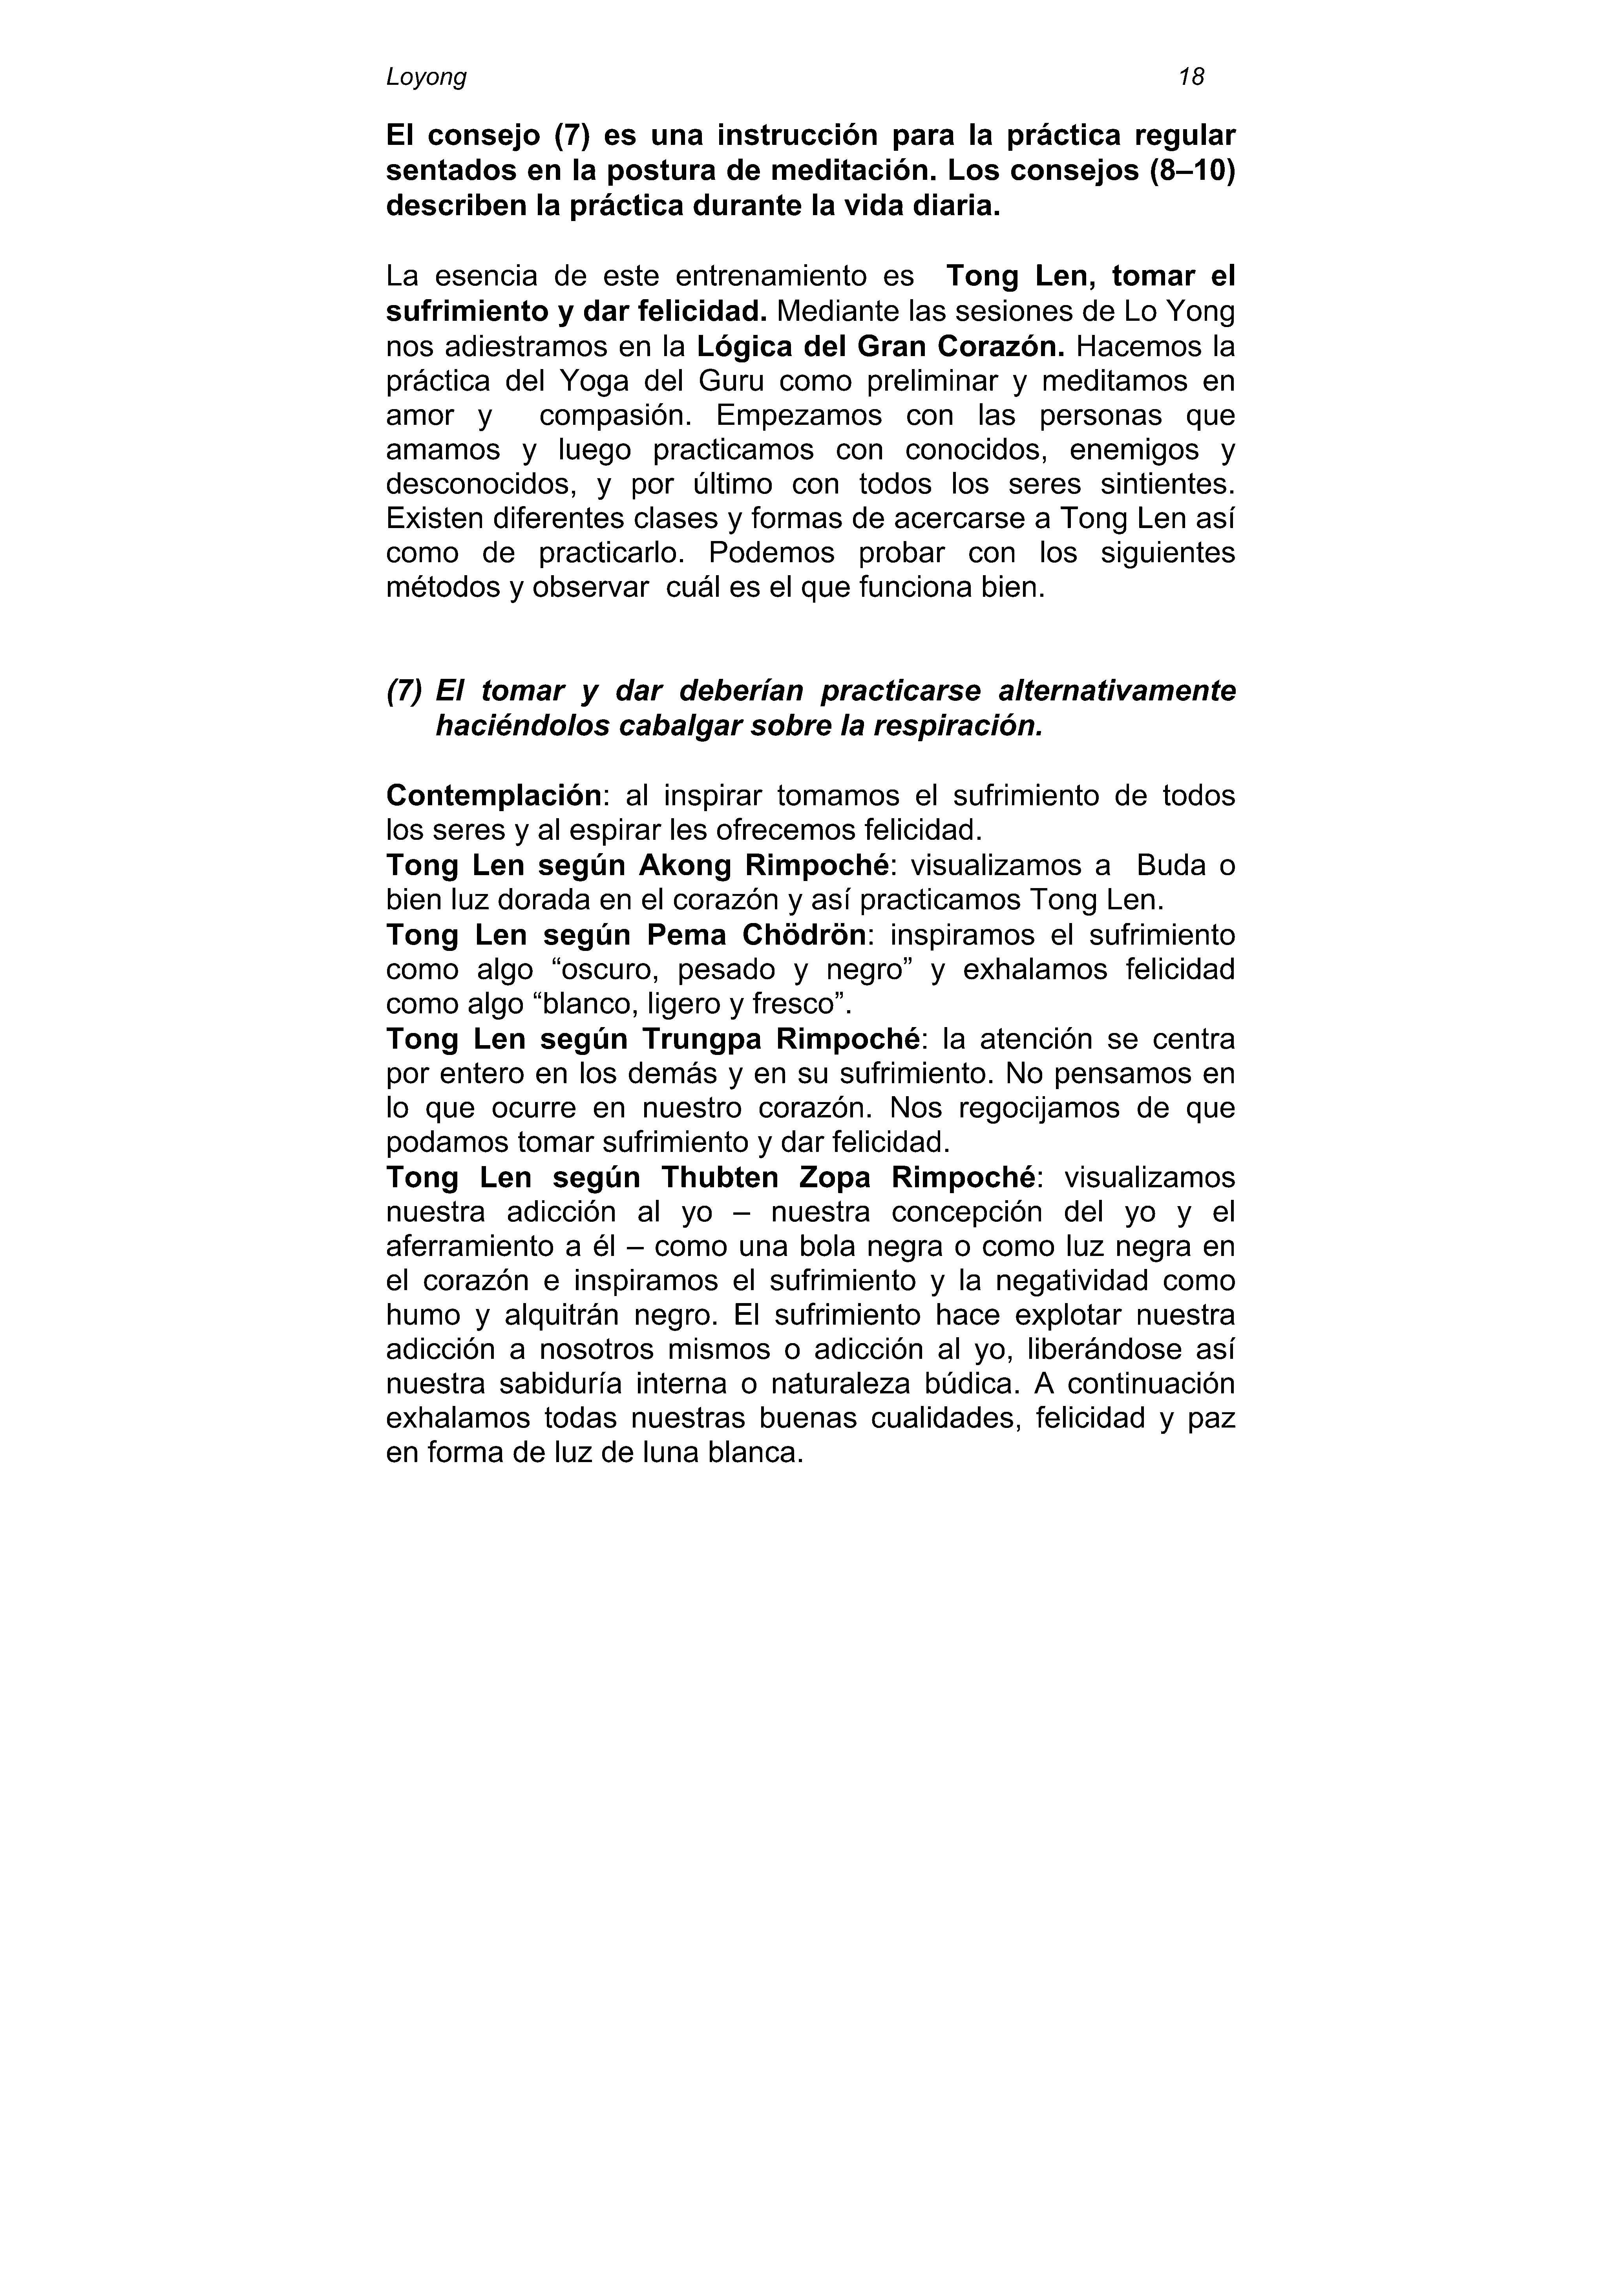 Loyong 18
El consejo (7) es una instrucción para la práctica regular
sentados en la postura de meditación. Los consejos (8–10)
describen la práctica durante la vida diaria.
La esencia de este entrenamiento es Tong Len, tomar el
sufrimiento y dar felicidad. Mediante las sesiones de Lo Yong
nos adiestramos en la Lógica del Gran Corazón. Hacemos la
práctica del Yoga del Guru como preliminar y meditamos en
amor y compasión. Empezamos con las personas que
amamos y luego practicamos con conocidos, enemigos y
desconocidos, y por último con todos los seres sintientes.
Existen diferentes clases y formas de acercarse a Tong Len así
como de practicarlo. Podemos probar con los siguientes
métodos y observar cuál es el que funciona bien.
(7) El tomar y dar deberían practicarse alternativamente
haciéndolos cabalgar sobre la respiración.
Contemplación: al inspirar tomamos el sufrimiento de todos
los seres y al espirar les ofrecemos felicidad.
Tong Len según Akong Rimpoché: visualizamos a Buda o
bien luz dorada en el corazón y así practicamos Tong Len.
Tong Len según Pema Chödrön: inspiramos el sufrimiento
como algo “oscuro, pesado y negro” y exhalamos felicidad
como algo “blanco, ligero y fresco”.
Tong Len según Trungpa Rimpoché: la atención se centra
por entero en los demás y en su sufrimiento. No pensamos en
lo que ocurre en nuestro corazón. Nos regocijamos de que
podamos tomar sufrimiento y dar felicidad.
Tong Len según Thubten Zopa Rimpoché: visualizamos
nuestra adicción al yo – nuestra concepción del yo y el
aferramiento a él – como una bola negra o como luz negra en
el corazón e inspiramos el sufrimiento y la negatividad como
humo y alquitrán negro. El sufrimiento hace explotar nuestra
adicción a nosotros mismos o adicción al yo, liberándose así
nuestra sabiduría interna o naturaleza búdica. A continuación
exhalamos todas nuestras buenas cualidades, felicidad y paz
en forma de luz de luna blanca.